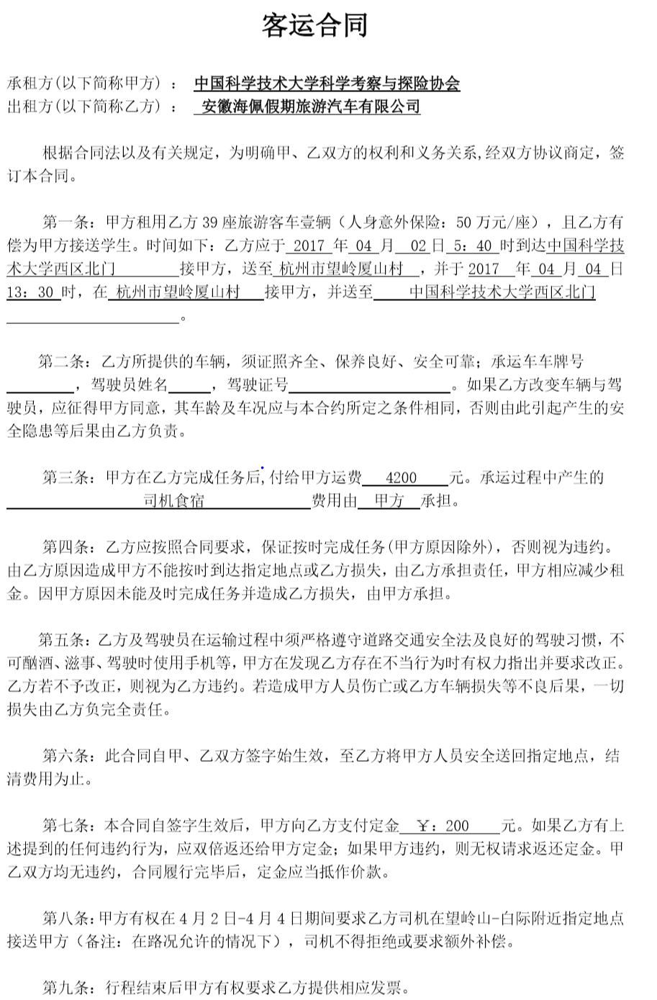 客运合同
承租方(以下简称甲方)： 中国科学技术大学科学考察与探险协会
出租方(以下简称乙方)： 安徽海佩假期旅游汽车有限公司
根据合同法以及有关规定，为明确甲、乙双方的权利和义务关系,经双方协议商定，签
订本合同。
第一条：甲方租用乙方 39 座旅游客车壹辆（人身意外保险：50 万元/座），且乙方有
偿为甲方接送学生。时间如下：乙方应于 2017 年 04 月 02 日 5：40 时到达中国科学技
术大学西区北门 接甲方，送至 杭州市望岭厦山村 ，并于 2017 年 04 月 04 日
13：30 时，在 杭州市望岭厦山村 接甲方，并送至 中国科学技术大学西区北门
。
第二条：乙方所提供的车辆，须证照齐全、保养良好、安全可靠；承运车车牌号
，驾驶员姓名 ，驾驶证号 。如果乙方改变车辆与驾
驶员，应征得甲方同意，其车龄及车况应与本合约所定之条件相同，否则由此引起产生的安
全隐患等后果由乙方负责。
第三条：甲方在乙方完成任务后,付给甲方运费 4200 元。承运过程中产生的
司机食宿 费用由 甲方 承担。
第四条：乙方应按照合同要求，保证按时完成任务(甲方原因除外)，否则视为违约。
由乙方原因造成甲方不能按时到达指定地点或乙方损失，由乙方承担责任，甲方相应减少租
金。因甲方原因未能及时完成任务并造成乙方损失，由甲方承担。
第五条：乙方及驾驶员在运输过程中须严格遵守道路交通安全法及良好的驾驶习惯，不
可酗酒、滋事、驾驶时使用手机等，甲方在发现乙方存在不当行为时有权力指出并要求改正。
乙方若不予改正，则视为乙方违约。若造成甲方人员伤亡或乙方车辆损失等不良后果，一切
损失由乙方负完全责任。
第六条：此合同自甲、乙双方签字始生效，至乙方将甲方人员安全送回指定地点，结
清费用为止。
第七条：本合同自签字生效后，甲方向乙方支付定金 ￥：200 元。如果乙方有上
述提到的任何违约行为，应双倍返还给甲方定金；如果甲方违约，则无权请求返还定金。甲
乙双方均无违约，合同履行完毕后，定金应当抵作价款。
第八条：甲方有权在 4 月 2 日-4 月 4 日期间要求乙方司机在望岭山-白际附近指定地点
接送甲方（备注：在路况允许的情况下），司机不得拒绝或要求额外补偿。
第九条：行程结束后甲方有权要求乙方提供相应发票。